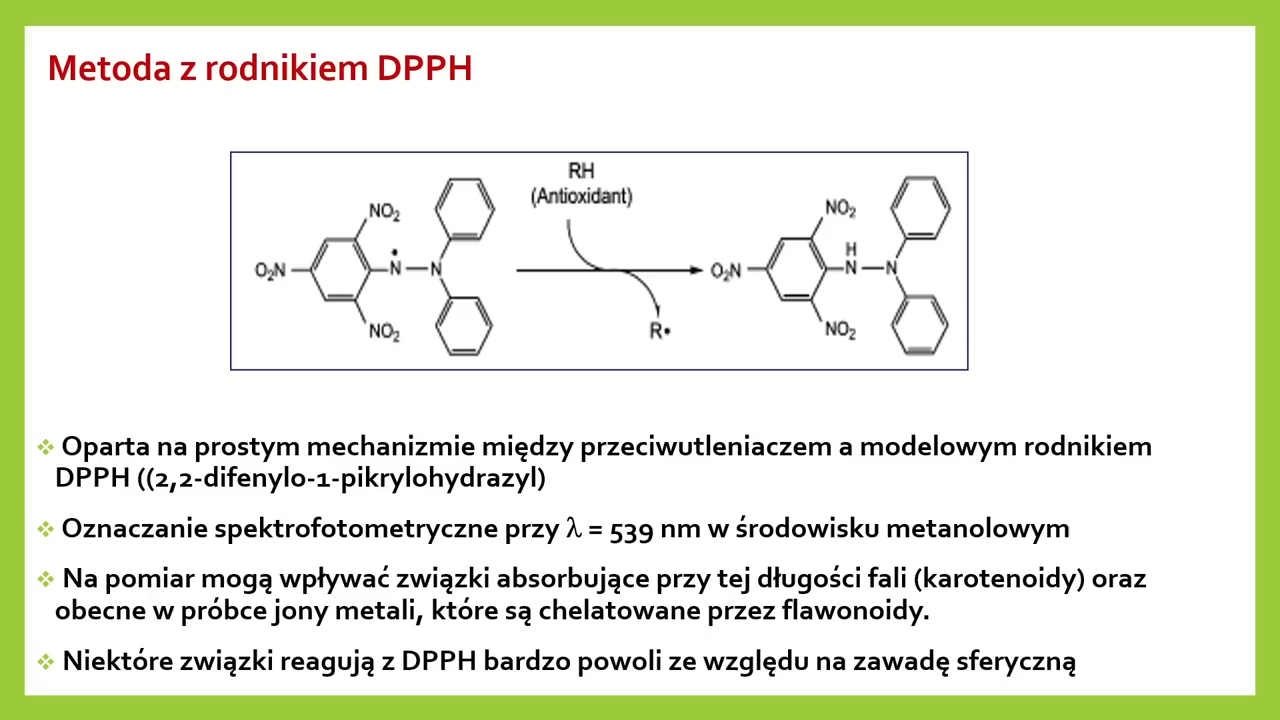 Metoda z rodnikiem DPPH
RH
(Antioxidant)
NO2
NO2
O2N
N
N
H
O2N
N
N
NO2
R•
NO2
❖ Oparta na prostym mechanizmie między przeciwutleniaczem a modelowym rodnikiem
DPPH ((2,2-difenylo-1-pikrylohydrazyl)
❖ Oznaczanie spektrofotometryczne przy λ = 539 nm w środowisku metanolowym
❖ Na pomiar mogą wpływać związki absorbujące przy tej długości fali (karotenoidy) oraz
obecne w próbce jony metali, które są chelatowane przez flawonoidy.
❖ Niektóre związki reagują z DPPH bardzo powoli ze względu na zawadę sferyczną